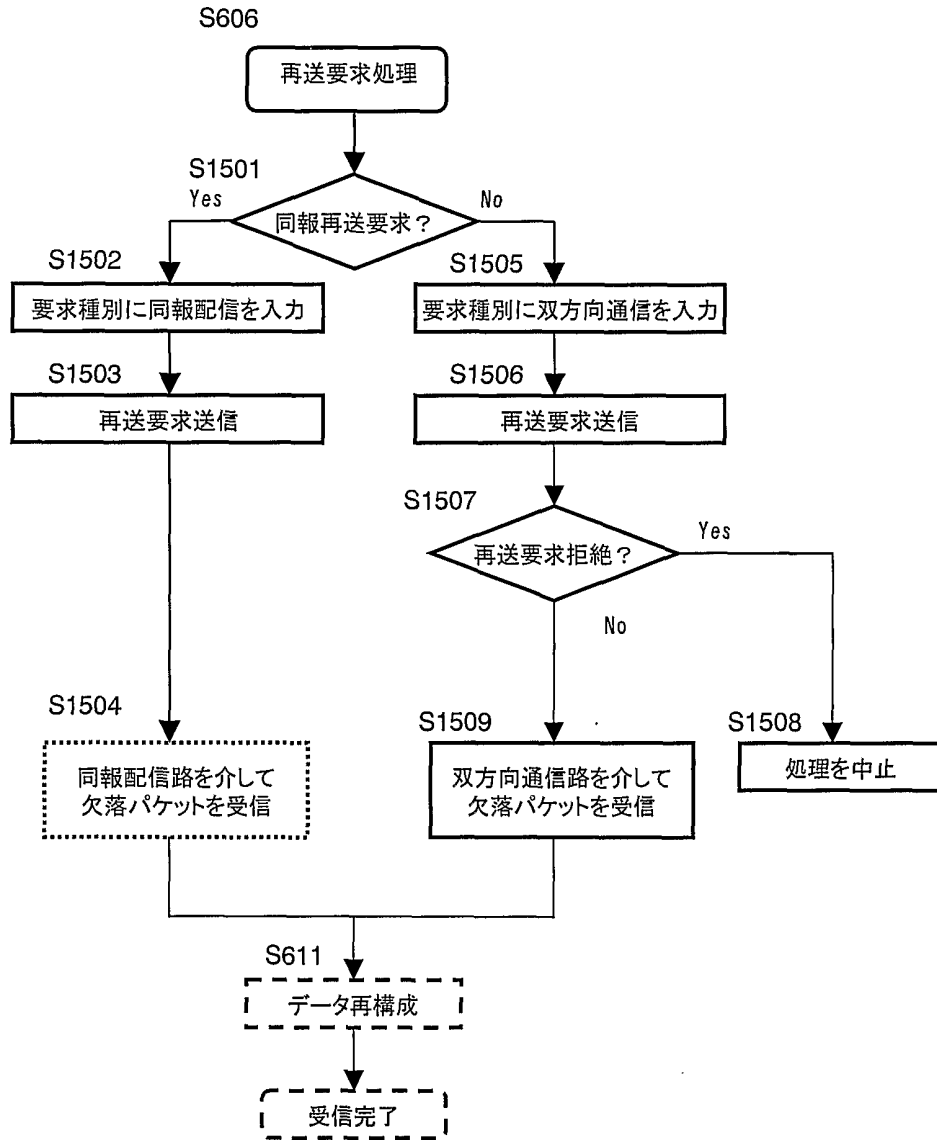 S606
再送要求処理
S1501
Yes
No
同報再送要求？
S1502
S1505
要求種別に同報配信を入力
要求種別に双方向通信を入力
S1503
S1506
再送要求送信
再送要求送信
S1507
Yes
再送要求拒絶？
No
S1504
S1509
S1508
同報配信路を介して
欠落パケットを受信
双方向通信路を介して
欠落パケットを受信
処理を中止
S611
データ再構成
受信完了